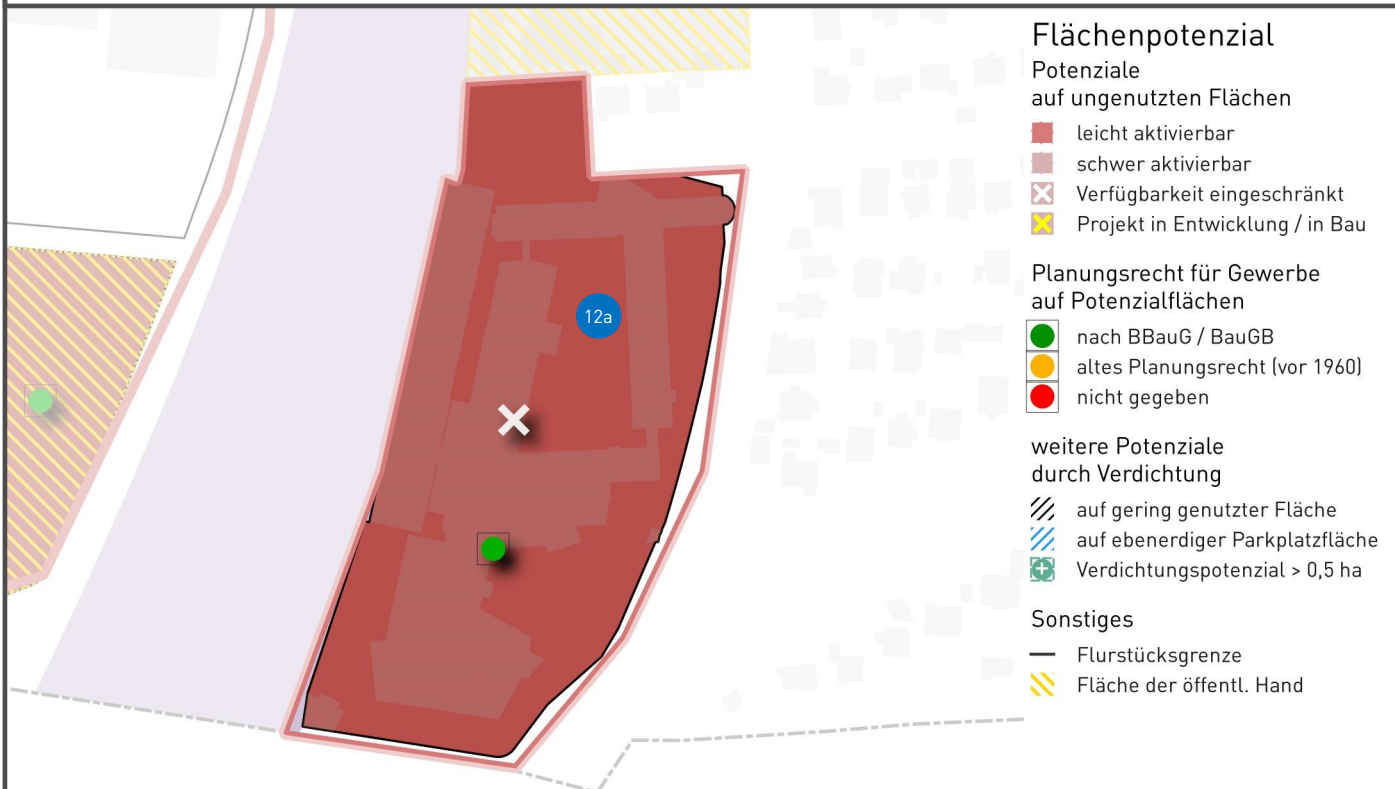 Flächenpotenzial
Potenziale
auf ungenutzten Flächen
leicht aktivierbar
schwer aktivierbar
Verfügbarkeit eingeschränkt
Projekt in Entwicklung / in Bau
Planungsrecht für Gewerbe
auf Potenzialflächen
nach BBauG / BauGB
altes Planungsrecht (vor 1960)
nicht gegeben
weitere Potenziale
durch Verdichtung
auf gering genutzter Fläche
auf ebenerdiger Parkplatzfläche
Verdichtungspotenzial > 0,5 ha
Sonstiges
Flurstücksgrenze
Fläche der öffentl. Hand
12a